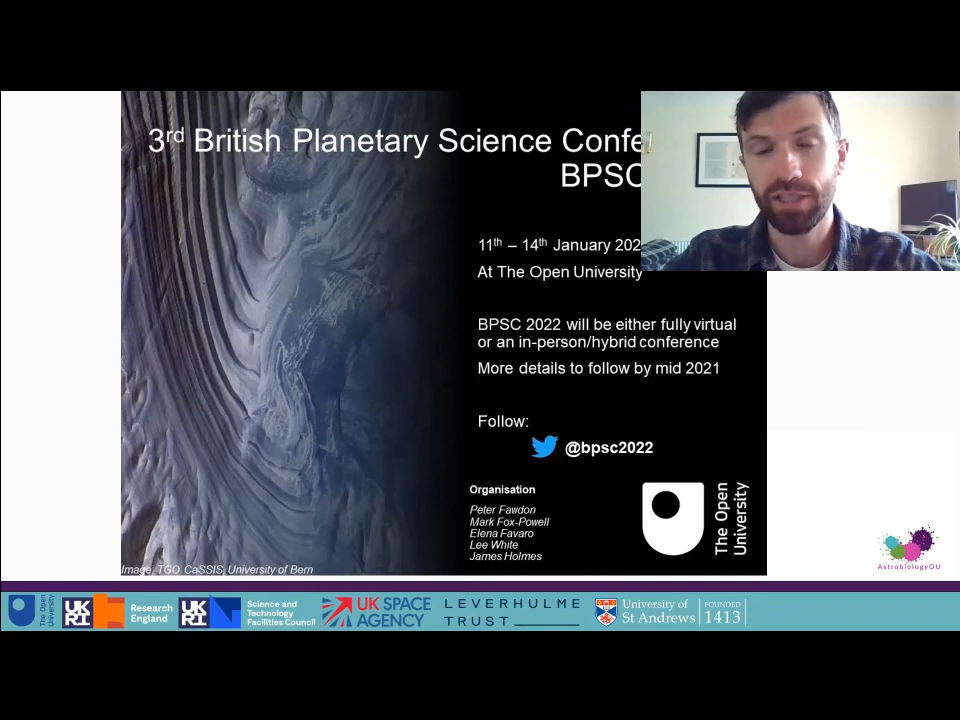 3rd British Planetary Science Confe
BPSC
11th – 14th January 202
At The Open University
BPSC 2022 will be either fully virtual
or an in-person/hybrid conference
More details to follow by mid 2021
Follow:
@bpsc2022
Organisation
Peter Fawdon
Mark Fox-Powell
Elena Favaro
Lee White
James Holmes
The Open
University
Image: TGO CaSSIS, University of Bern
AstrobiologyOU
The Open
University
UKRI
Research
England
UKRI
Science and
Technology
Facilities Council
UK SPACE
AGENCY
LEVERHULME
TRUST
University of
St Andrews
FOUNDED
1413